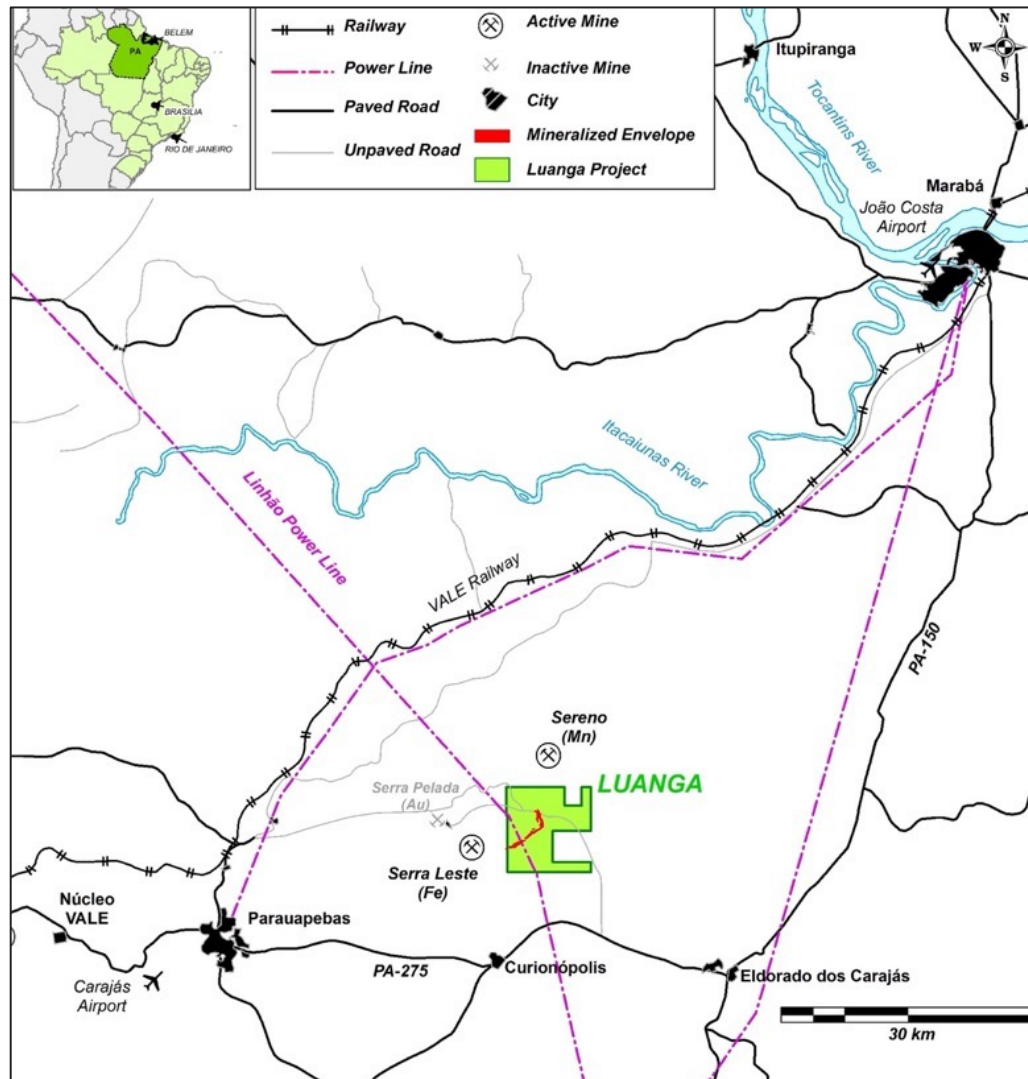 PA
BELEM
BRASILIA
RIO DE JANEIRO
Railway
Power Line
Paved Road
Unpaved Road
Active Mine
Inactive Mine
City
Mineralized Envelope
Luanga Project
N
W
S
Itupiranga
Tocantins River
Marabá
João Costa
Airport
Itacaiunas River
Linhão Power Line
VALE Railway
PA-150
Sereno
(Mn)
LUANGA
Serra Pelada
(Au)
Serra Leste
(Fe)
Núcleo
VALE
Parauapebas
Carajás
Airport
PA-275
Curionópolis
Eldorado dos Carajás
30 km